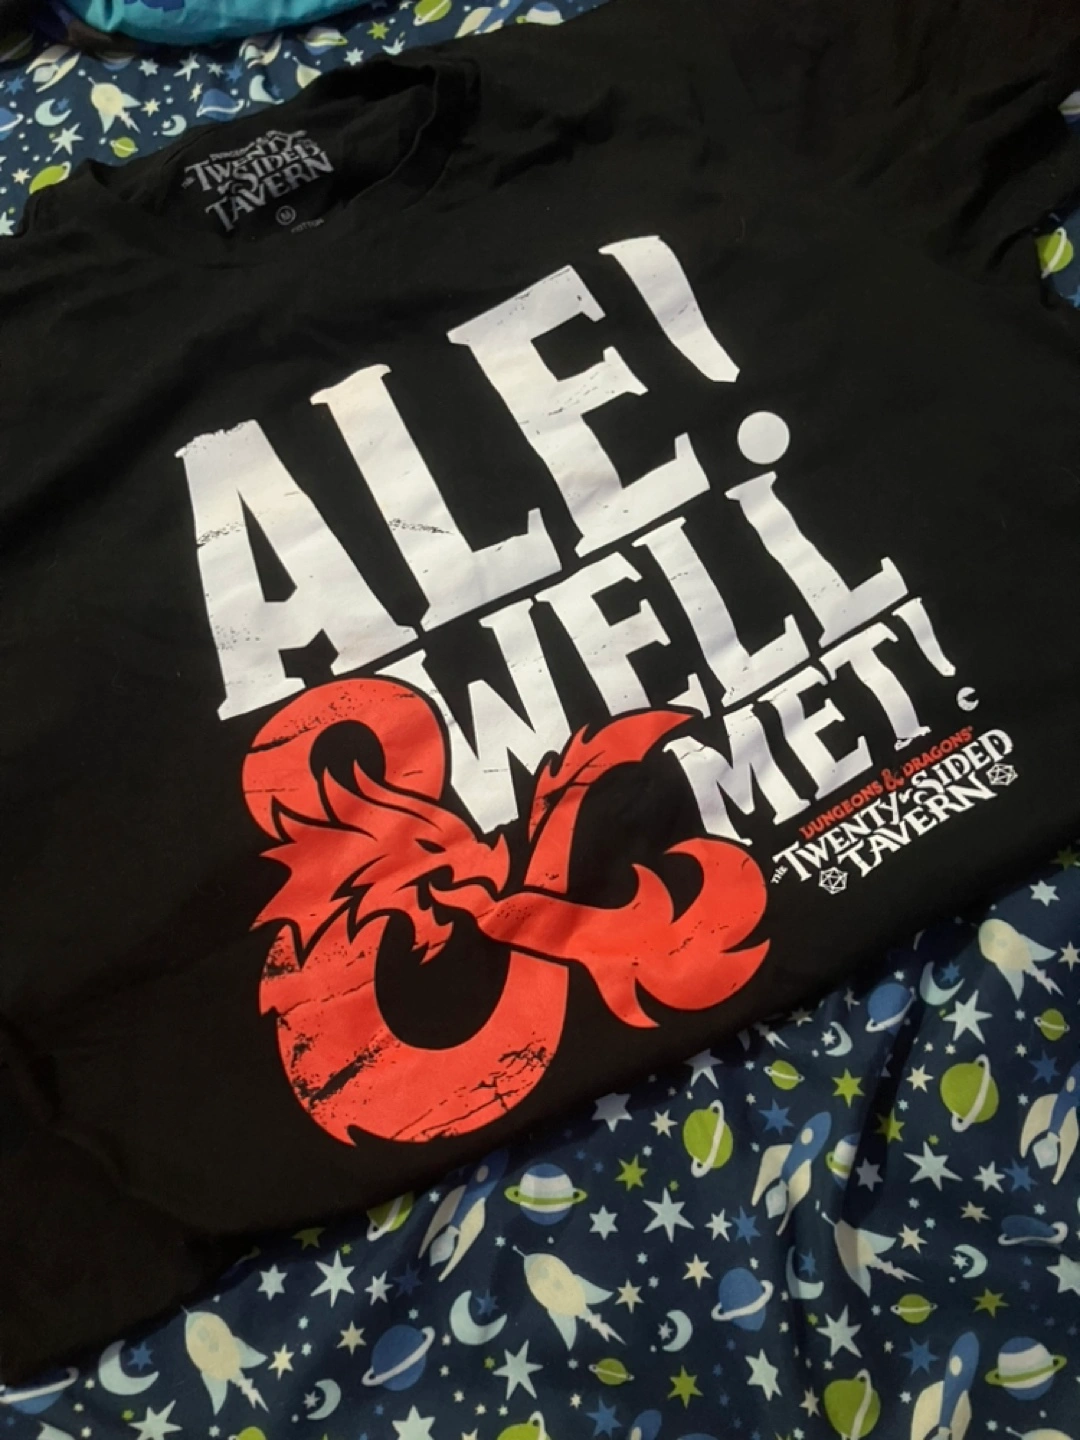 THE TWENTY-SIDED
TAVERN
M
ALE!
WELL
& MET!
DUNGEONS & DRAGONS
THE TWENTY-SIDED
TAVERN